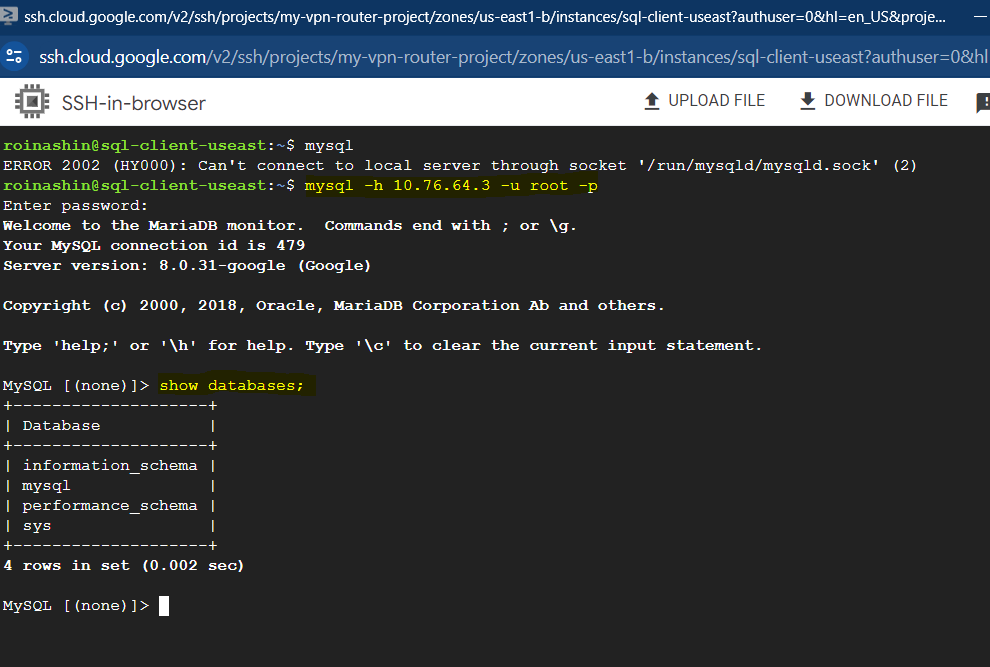 ssh.cloud.google.com/v2/ssh/projects/my-vpn-router-project/zones/us-east1-b/instances/sql-client-useast?authuser=0&hl=en_US&proje...
ssh.cloud.google.com/v2/ssh/projects/my-vpn-router-project/zones/us-east1-b/instances/sql-client-useast?authuser=0&hl
SSH-in-browser
UPLOAD FILE
DOWNLOAD FILE
roinashin@sql-client-useast:~$ mysql
ERROR 2002 (HY000): Can't connect to local server through socket '/run/mysqld/mysqld.sock' (2)
roinashin@sql-client-useast:~$ mysql -h 10.76.64.3 -u root -p
Enter password:
Welcome to the MariaDB monitor.  Commands end with ; or \g.
Your MySQL connection id is 479
Server version: 8.0.31-google (Google)
Copyright (c) 2000, 2018, Oracle, MariaDB Corporation Ab and others.
Type 'help;' or '\h' for help. Type '\c' to clear the current input statement.
MySQL [(none)]> show databases;
+--------------------+
| Database           |
+--------------------+
| information_schema |
| mysql              |
| performance_schema |
| sys                |
+--------------------+
4 rows in set (0.002 sec)
MySQL [(none)]>